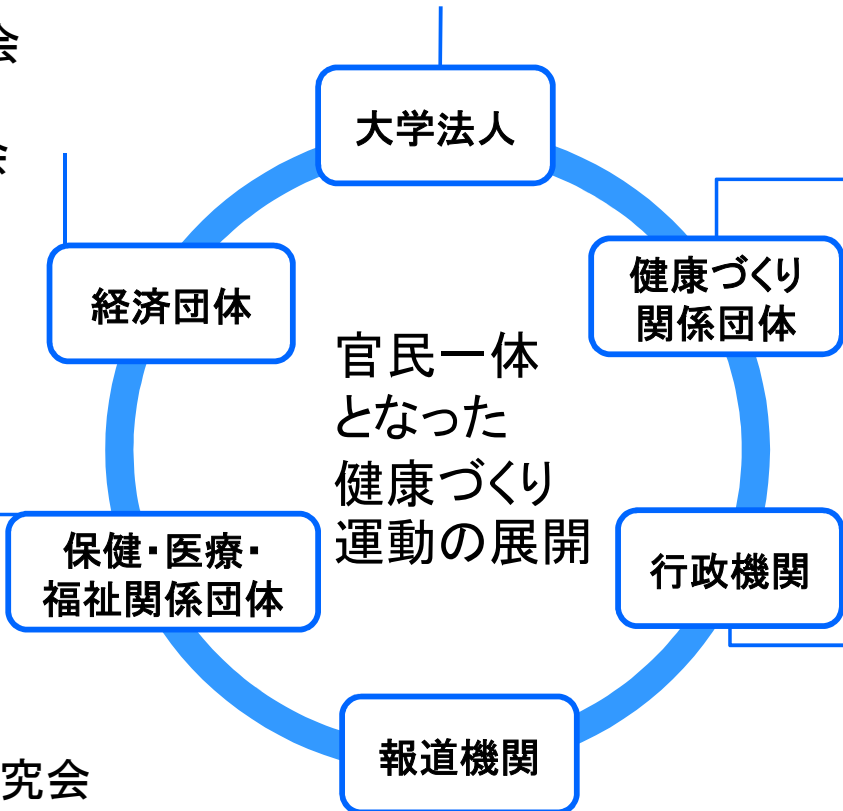 会
会
大学法人
健康づくり
関係団体
経済団体
官民一体
となった
健康づくり
運動の展開
保健・医療・
福祉関係団体
行政機関
報道機関
究会